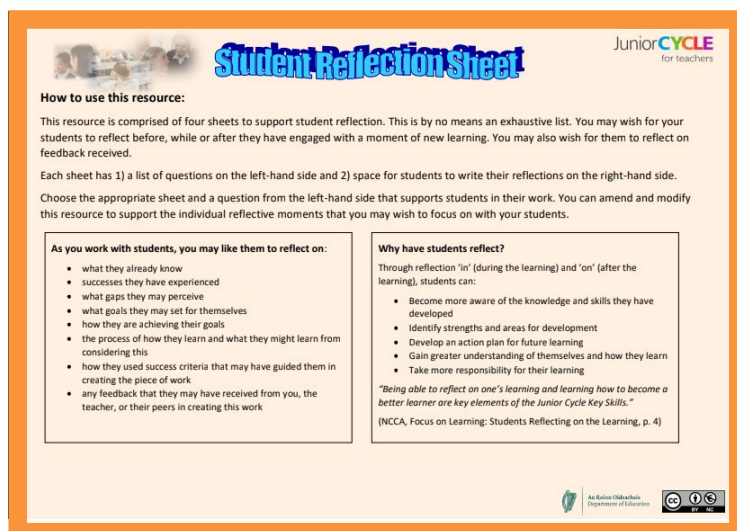 Student Reflection Sheet
JuniorCYCLE
for teachers
How to use this resource:
This resource is comprised of four sheets to support student reflection. This is by no means an exhaustive list. You may wish for your
students to reflect before, while or after they have engaged with a moment of new learning. You may also wish for them to reflect on
feedback received.
Each sheet has 1) a list of questions on the left-hand side and 2) space for students to write their reflections on the right-hand side.
Choose the appropriate sheet and a question from the left-hand side that supports students in their work. You can amend and modify
this resource to support the individual reflective moments that you may wish to focus on with your students.
As you work with students, you may like them to reflect on:
• what they already know
• successes they have experienced
• what gaps they may perceive
• what goals they may set for themselves
• how they are achieving their goals
• the process of how they learn and what they might learn from
considering this
• how they used success criteria that may have guided them in
creating the piece of work
• any feedback that they may have received from you, the
teacher, or their peers in creating this work
Why have students reflect?
Through reflection ‘in’ (during the learning) and ‘on’ (after the
learning), students can:
• Become more aware of the knowledge and skills they have
developed
• Identify strengths and areas for development
• Develop an action plan for future learning
• Gain greater understanding of themselves and how they learn
• Take more responsibility for their learning
“Being able to reflect on one’s learning and learning how to become a
better learner are key elements of the Junior Cycle Key Skills.”
(NCCA, Focus on Learning: Students Reflecting on the Learning, p. 4)
An Roinn Oideachais
Department of Education
cc
BY NC